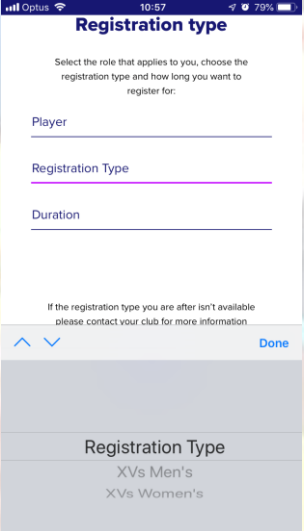 Optus 10:57 79%
Registration type
Select the role that applies to you, choose the
registration type and how long you want to
register for:
Player
Registration Type
Duration
If the registration type you are after isn't available
please contact your club for more information
Done
Registration Type
XVs Men's
XVs Women's